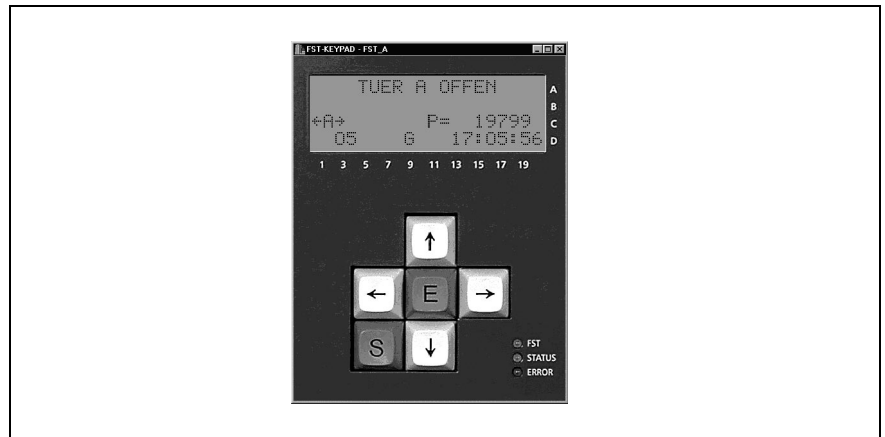 FST-KEYPAD - FST_A
TUER A OFFEN A
B
←A→ P= 19799 C
05 G 17:05:56 D
1 3 5 7 9 11 13 15 17 19
↑
← E →
S ↓
FST
STATUS
ERROR